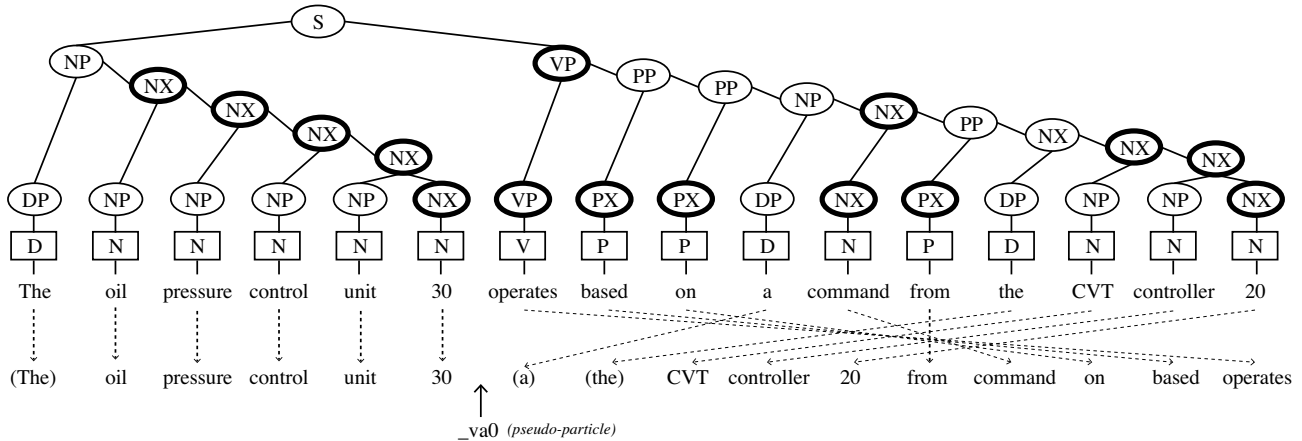 S
NP VP
NX PP
NX PP
NX NP
NX NX
PP
NX
NX
NX
DP NP NP NP NP NX VP PX PX DP NX PX DP NP NP NX
D N N N N N V P P D N P D N N N
The oil pressure control unit 30 operates based on a command from the CVT controller 20
(The) oil pressure control unit 30 (a) (the) CVT controller 20 from command on based operates
_va0 (pseudo-particle)